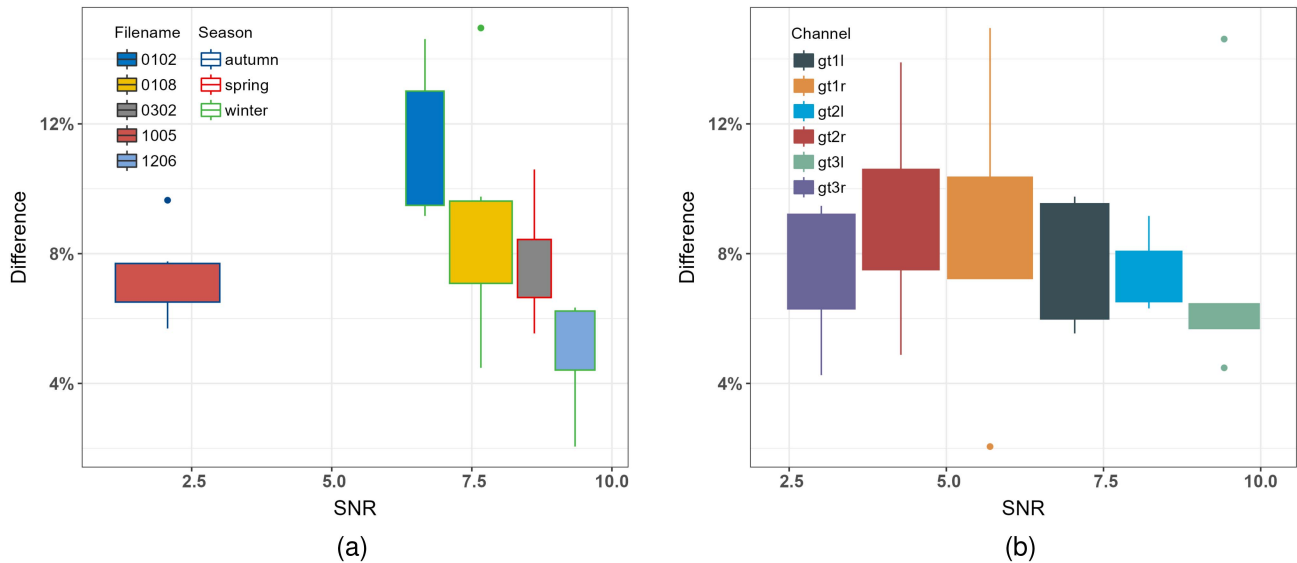 Filename Season
0102 autumn
0108 spring
0302 winter
1005
1206
12%
8%
4%
Difference
2.5 5.0 7.5 10.0
SNR
(a)
Channel
gt1l
gt1r
gt2l
gt2r
gt3l
gt3r
12%
8%
4%
Difference
2.5 5.0 7.5 10.0
SNR
(b)